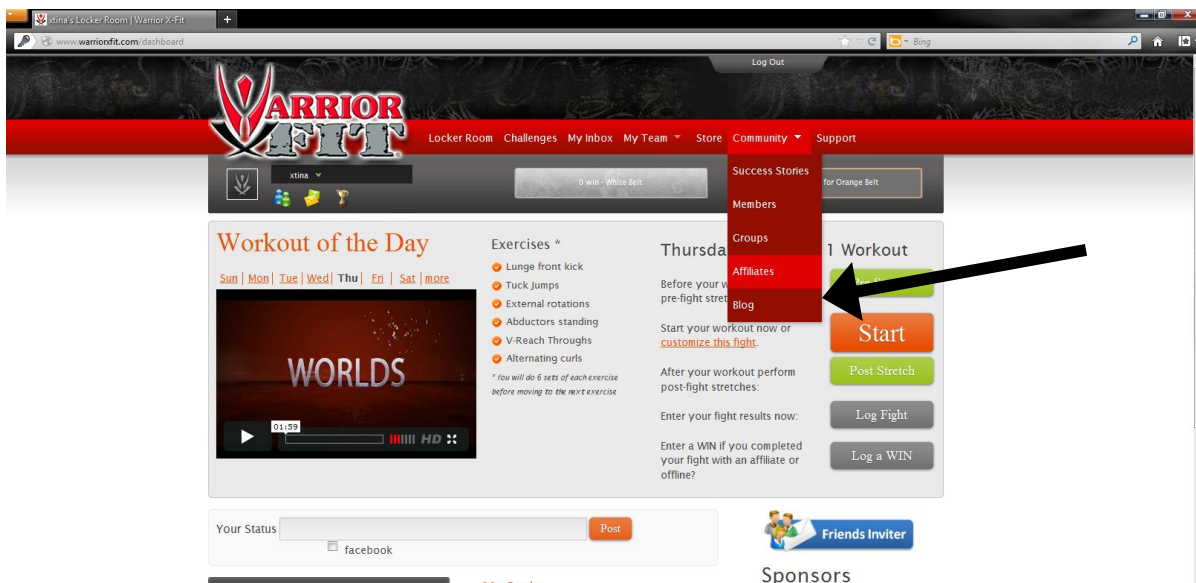 xtina's Locker Room | Warrior X-Fit
www.warriorxfit.com/dashboard
Bing
Log Out
WARRIOR
X FIT
Locker Room Challenges My Inbox My Team Store Community Support
xtina
0 win - White Belt
for Orange Belt
Success Stories
Members
Groups
Affiliates
Blog
Workout of the Day
Sun | Mon | Tue | Wed | Thu | Fri | Sat | more
WORLDS
01:59
HD
Exercises *
Lunge front kick
Tuck Jumps
External rotations
Abductors standing
V-Reach Throughs
Alternating curls
* You will do 6 sets of each exercise
before moving to the next exercise
Thursda
1 Workout
Before your w
pre-fight stret
Start your workout now or
customize this fight.
After your workout perform
post-fight stretches:
Enter your fight results now:
Enter a WIN if you completed
your fight with an affiliate or
offline?
Start
Post Stretch
Log Fight
Log a WIN
Your Status
Post
facebook
Friends Inviter
Sponsors